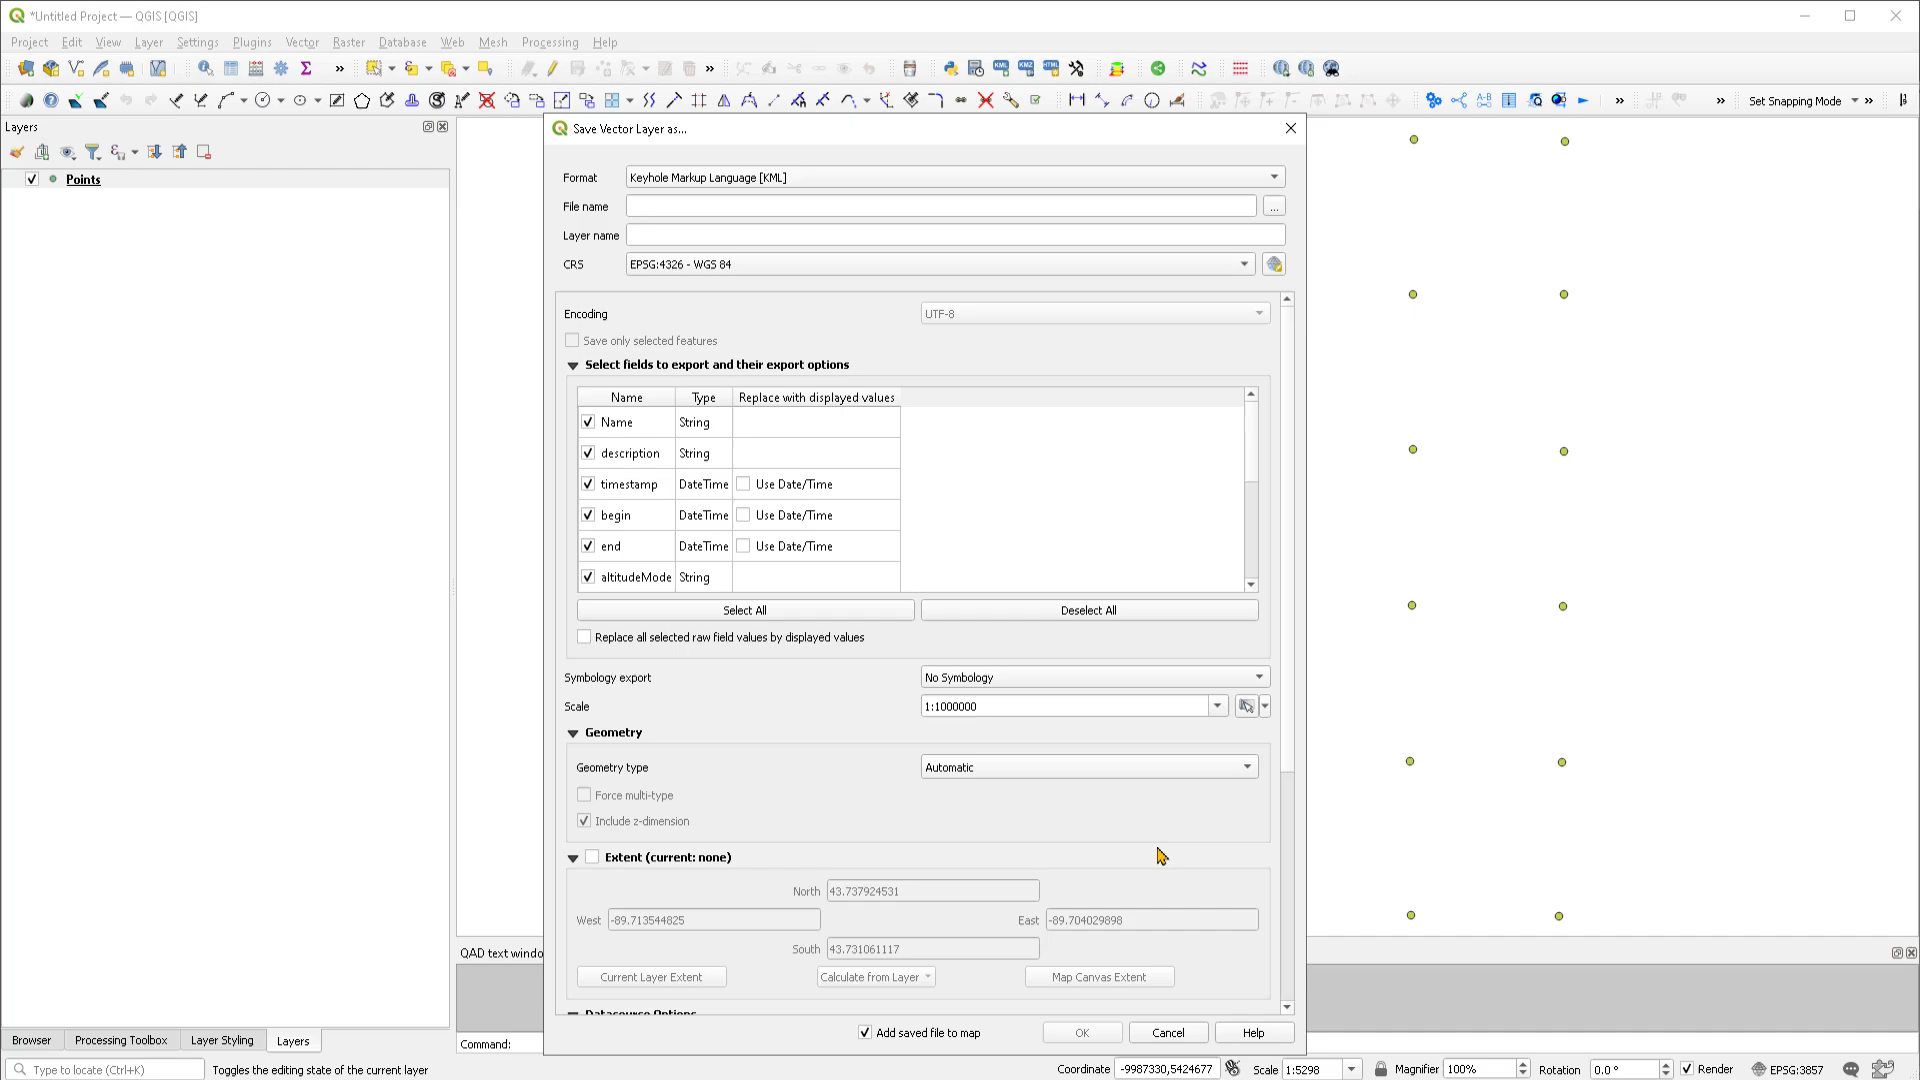 *Untitled Project — QGIS [QGIS]
Project Edit View Layer Settings Plugins Vector Raster Database Web Mesh Processing Help
KML KMZ HTML
A-B
Set Snapping Mode
Layers
Points
Save Vector Layer as...
Format Keyhole Markup Language [KML]
File name ...
Layer name
CRS EPSG:4326 - WGS 84
Encoding UTF-8
Save only selected features
Select fields to export and their export options
Name Type Replace with displayed values
Name String
description String
timestamp DateTime Use Date/Time
begin DateTime Use Date/Time
end DateTime Use Date/Time
altitudeMode String
Select All Deselect All
Replace all selected raw field values by displayed values
Symbology export No Symbology
Scale 1:1000000
Geometry
Geometry type Automatic
Force multi-type
Include z-dimension
Extent (current: none)
North 43.737924531
West -89.713544825 East -89.704029898
South 43.731061117
Current Layer Extent Calculate from Layer Map Canvas Extent
Datasource Options
Add saved file to map OK Cancel Help
QAD text windo
Command:
Browser Processing Toolbox Layer Styling Layers
Type to locate (Ctrl+K) Toggles the editing state of the current layer Coordinate -9987330,5424677 Scale 1:5298 Magnifier 100% Rotation 0.0 ° Render EPSG:3857